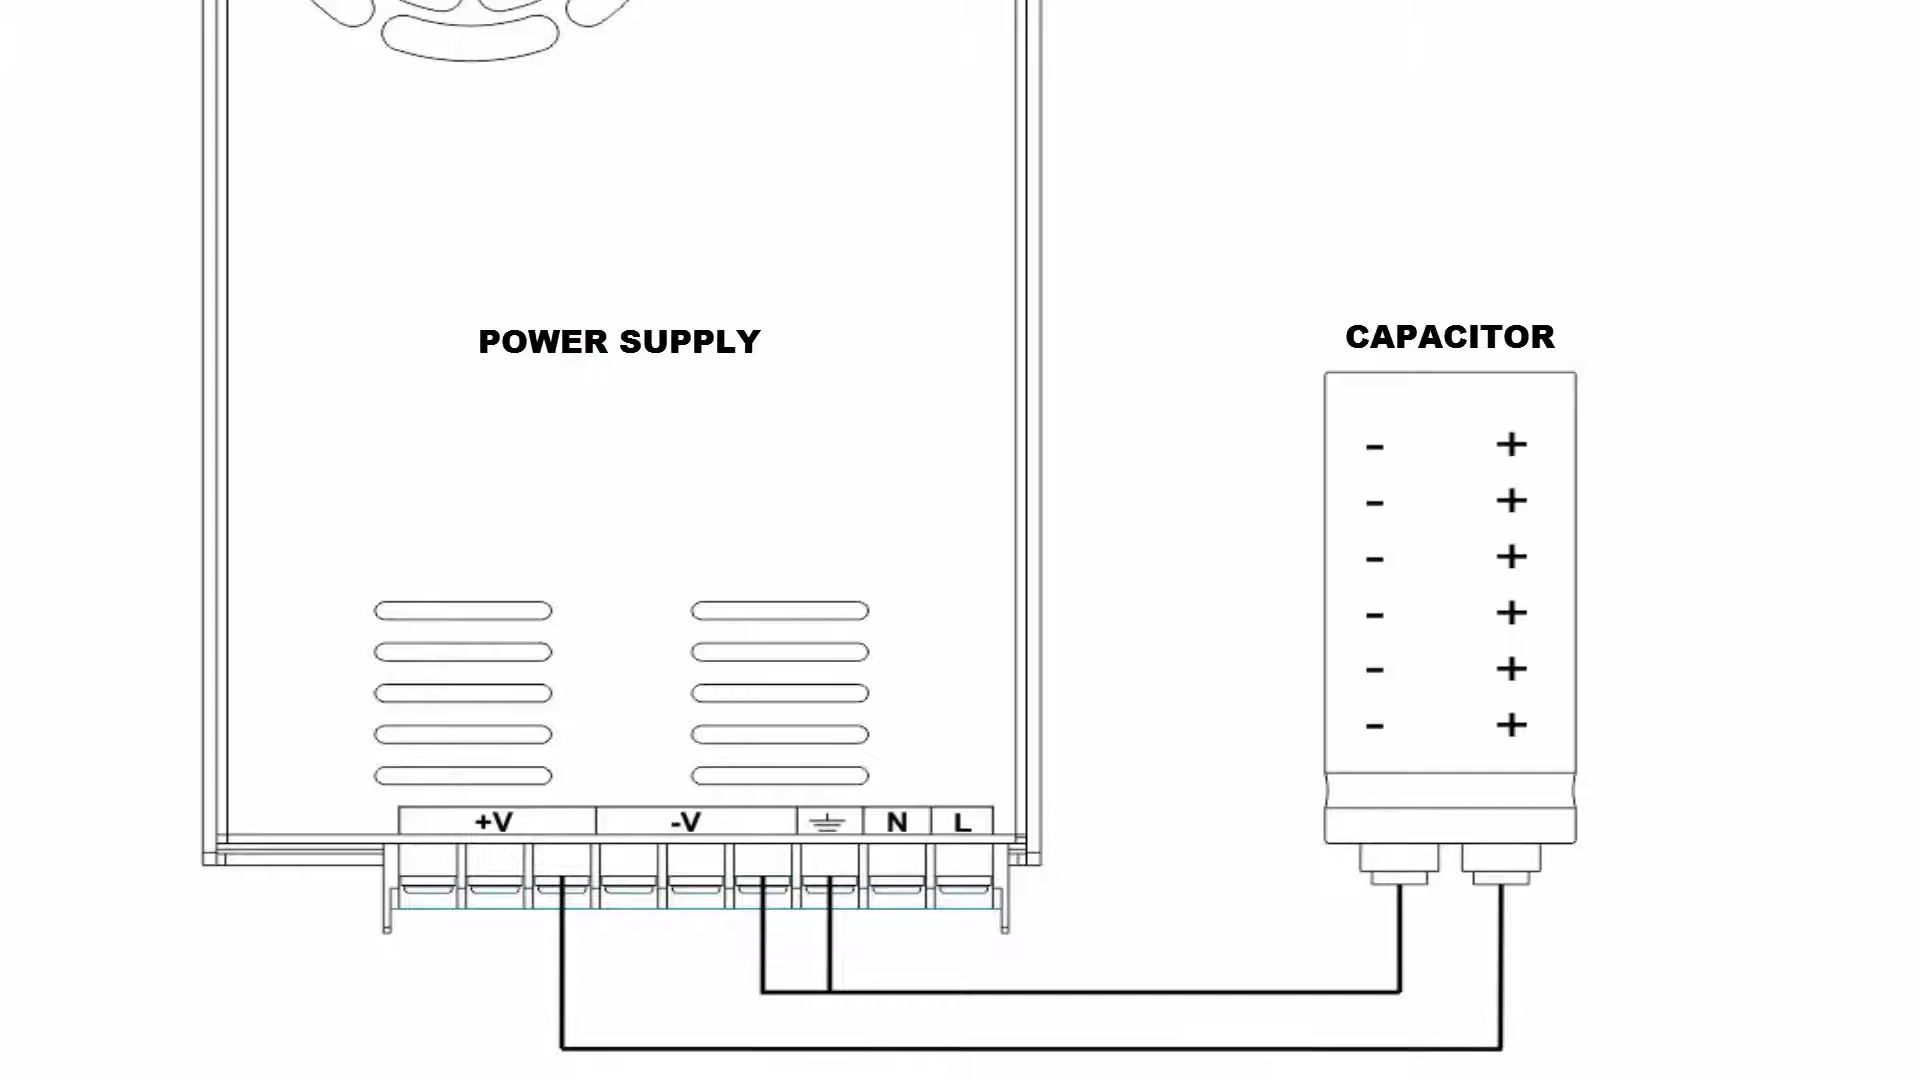 POWER SUPPLY
CAPACITOR
- +
- +
- +
- +
- +
- +
+V -V N L